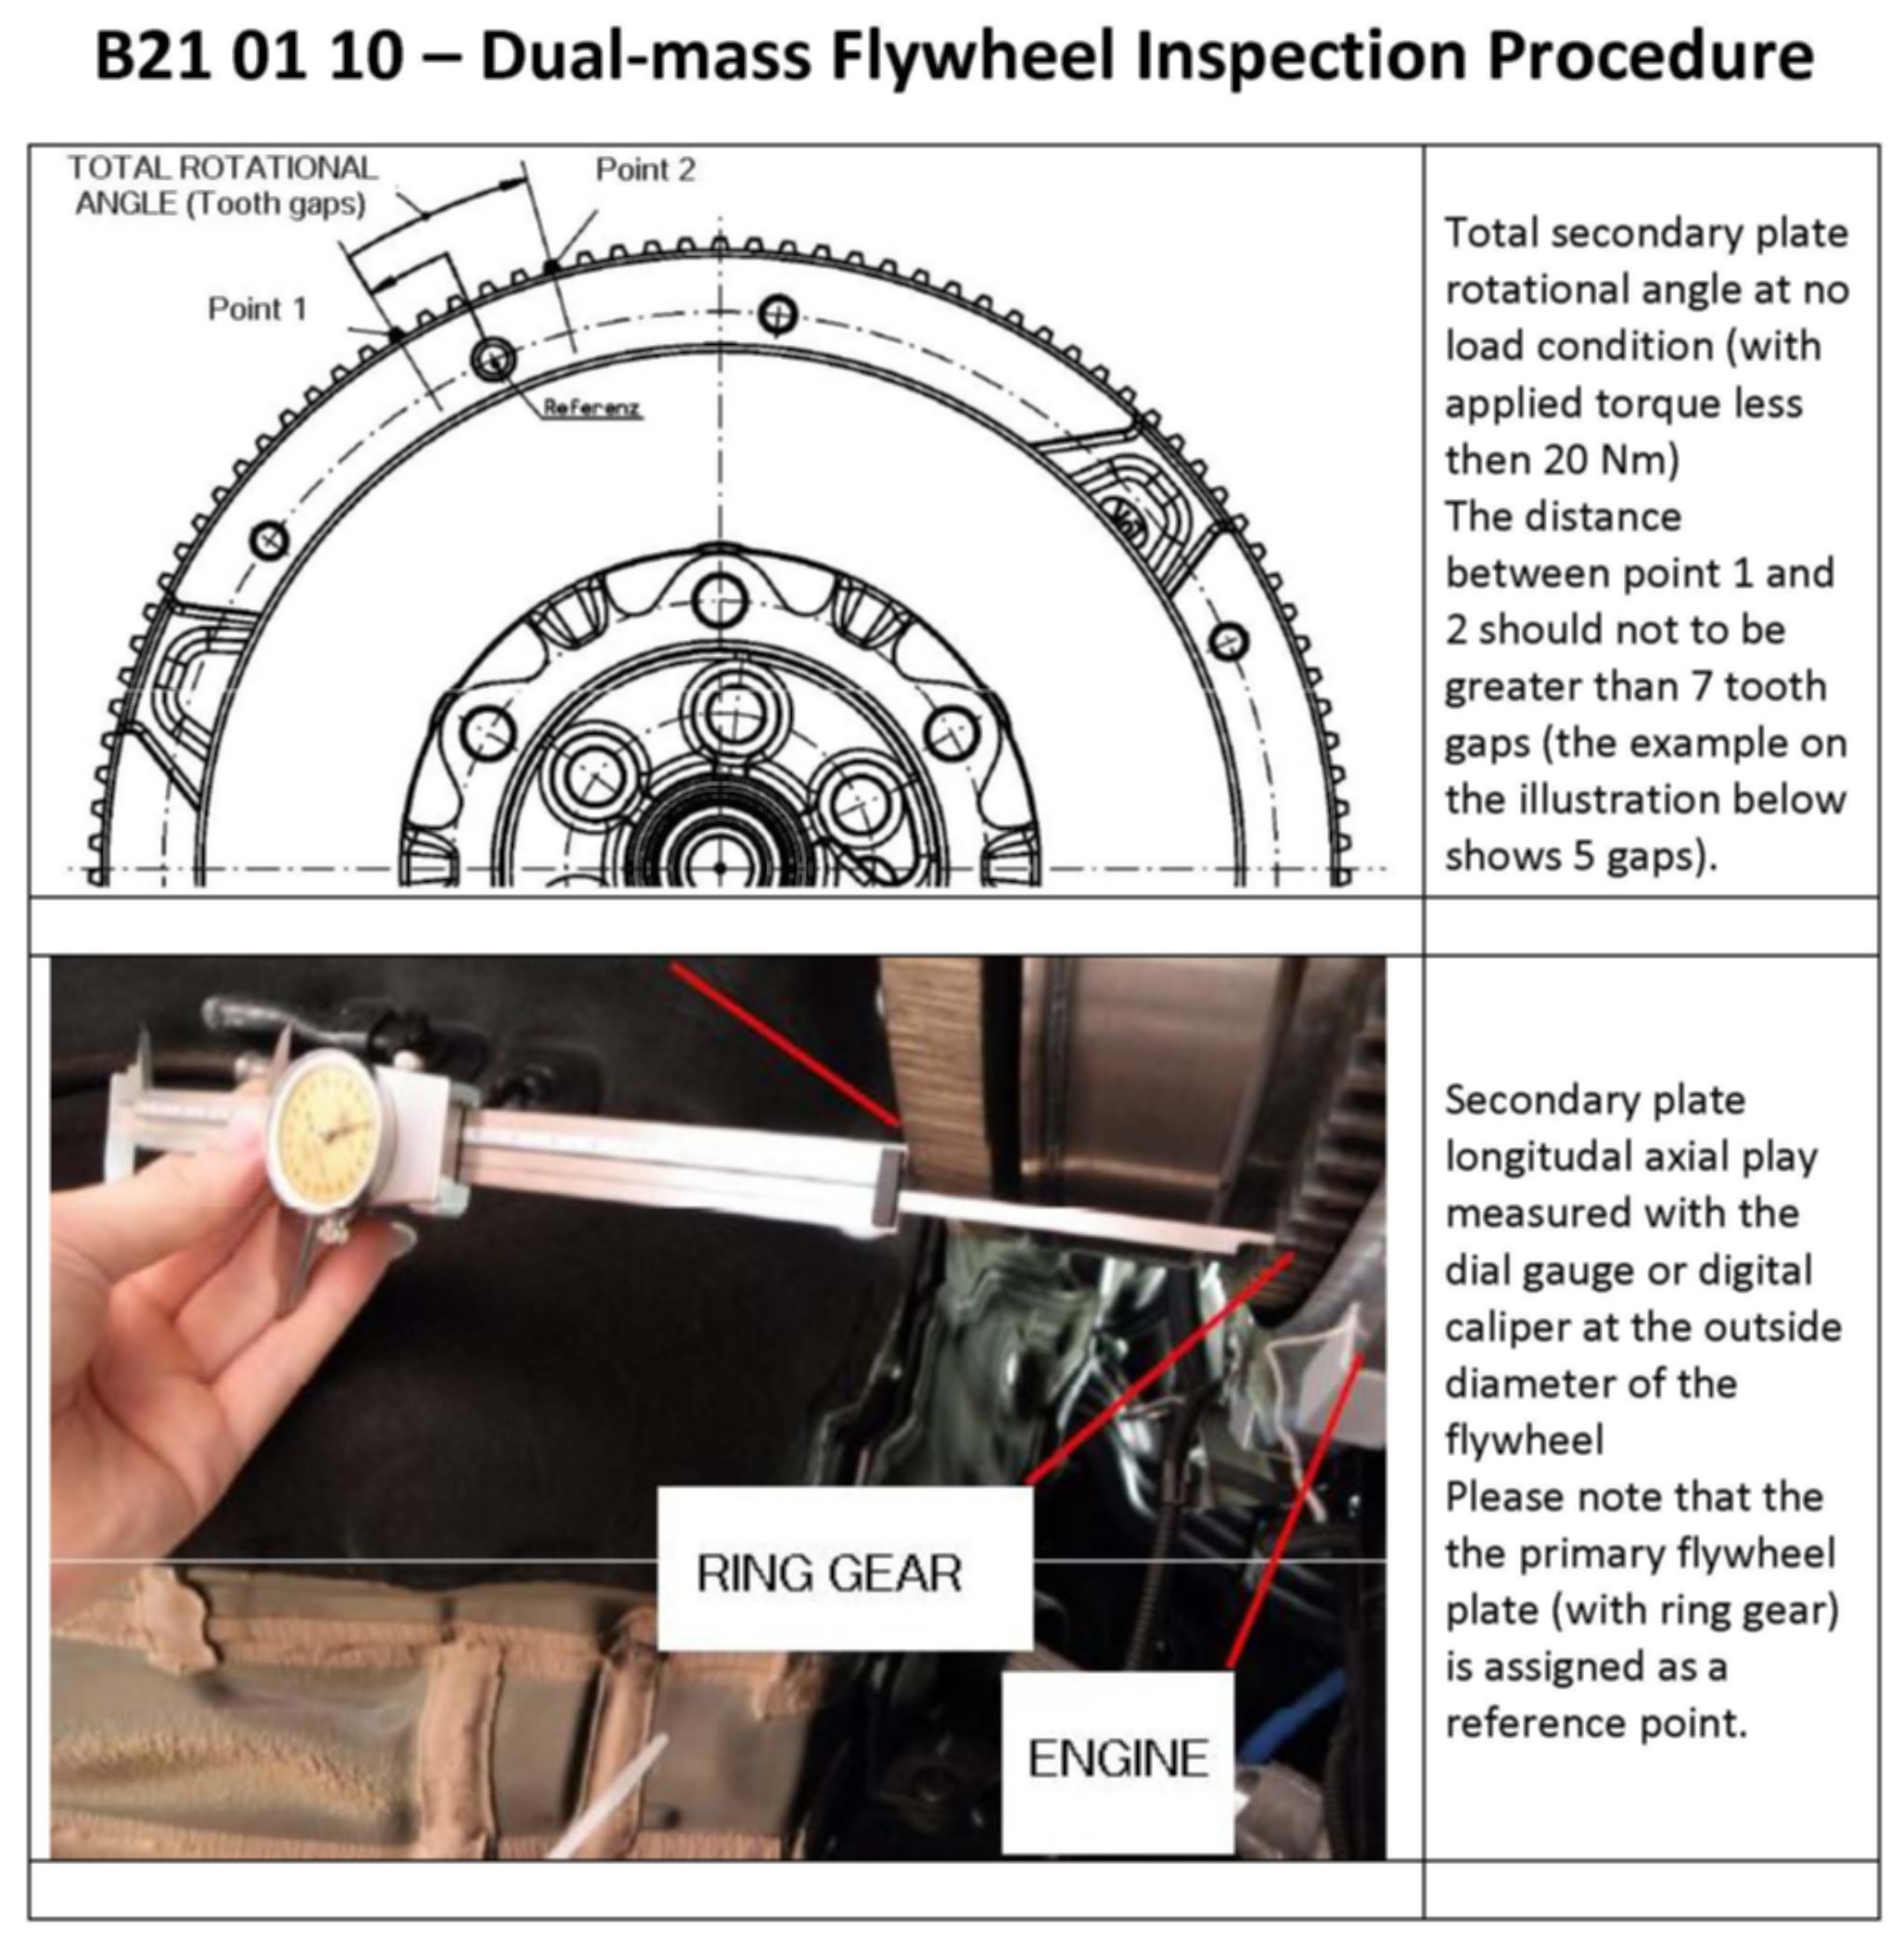 B21 01 10 – Dual-mass Flywheel Inspection Procedure
TOTAL ROTATIONAL
ANGLE (Tooth gaps)
Point 2
Point 1
Referenz
Total secondary plate
rotational angle at no
load condition (with
applied torque less
then 20 Nm)
The distance
between point 1 and
2 should not to be
greater than 7 tooth
gaps (the example on
the illustration below
shows 5 gaps).
RING GEAR
ENGINE
Secondary plate
longitudal axial play
measured with the
dial gauge or digital
caliper at the outside
diameter of the
flywheel
Please note that the
the primary flywheel
plate (with ring gear)
is assigned as a
reference point.